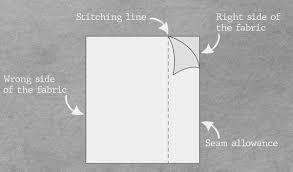 Stitching line
Right side
of the fabric
Wrong side
of the fabric
Seam allowance